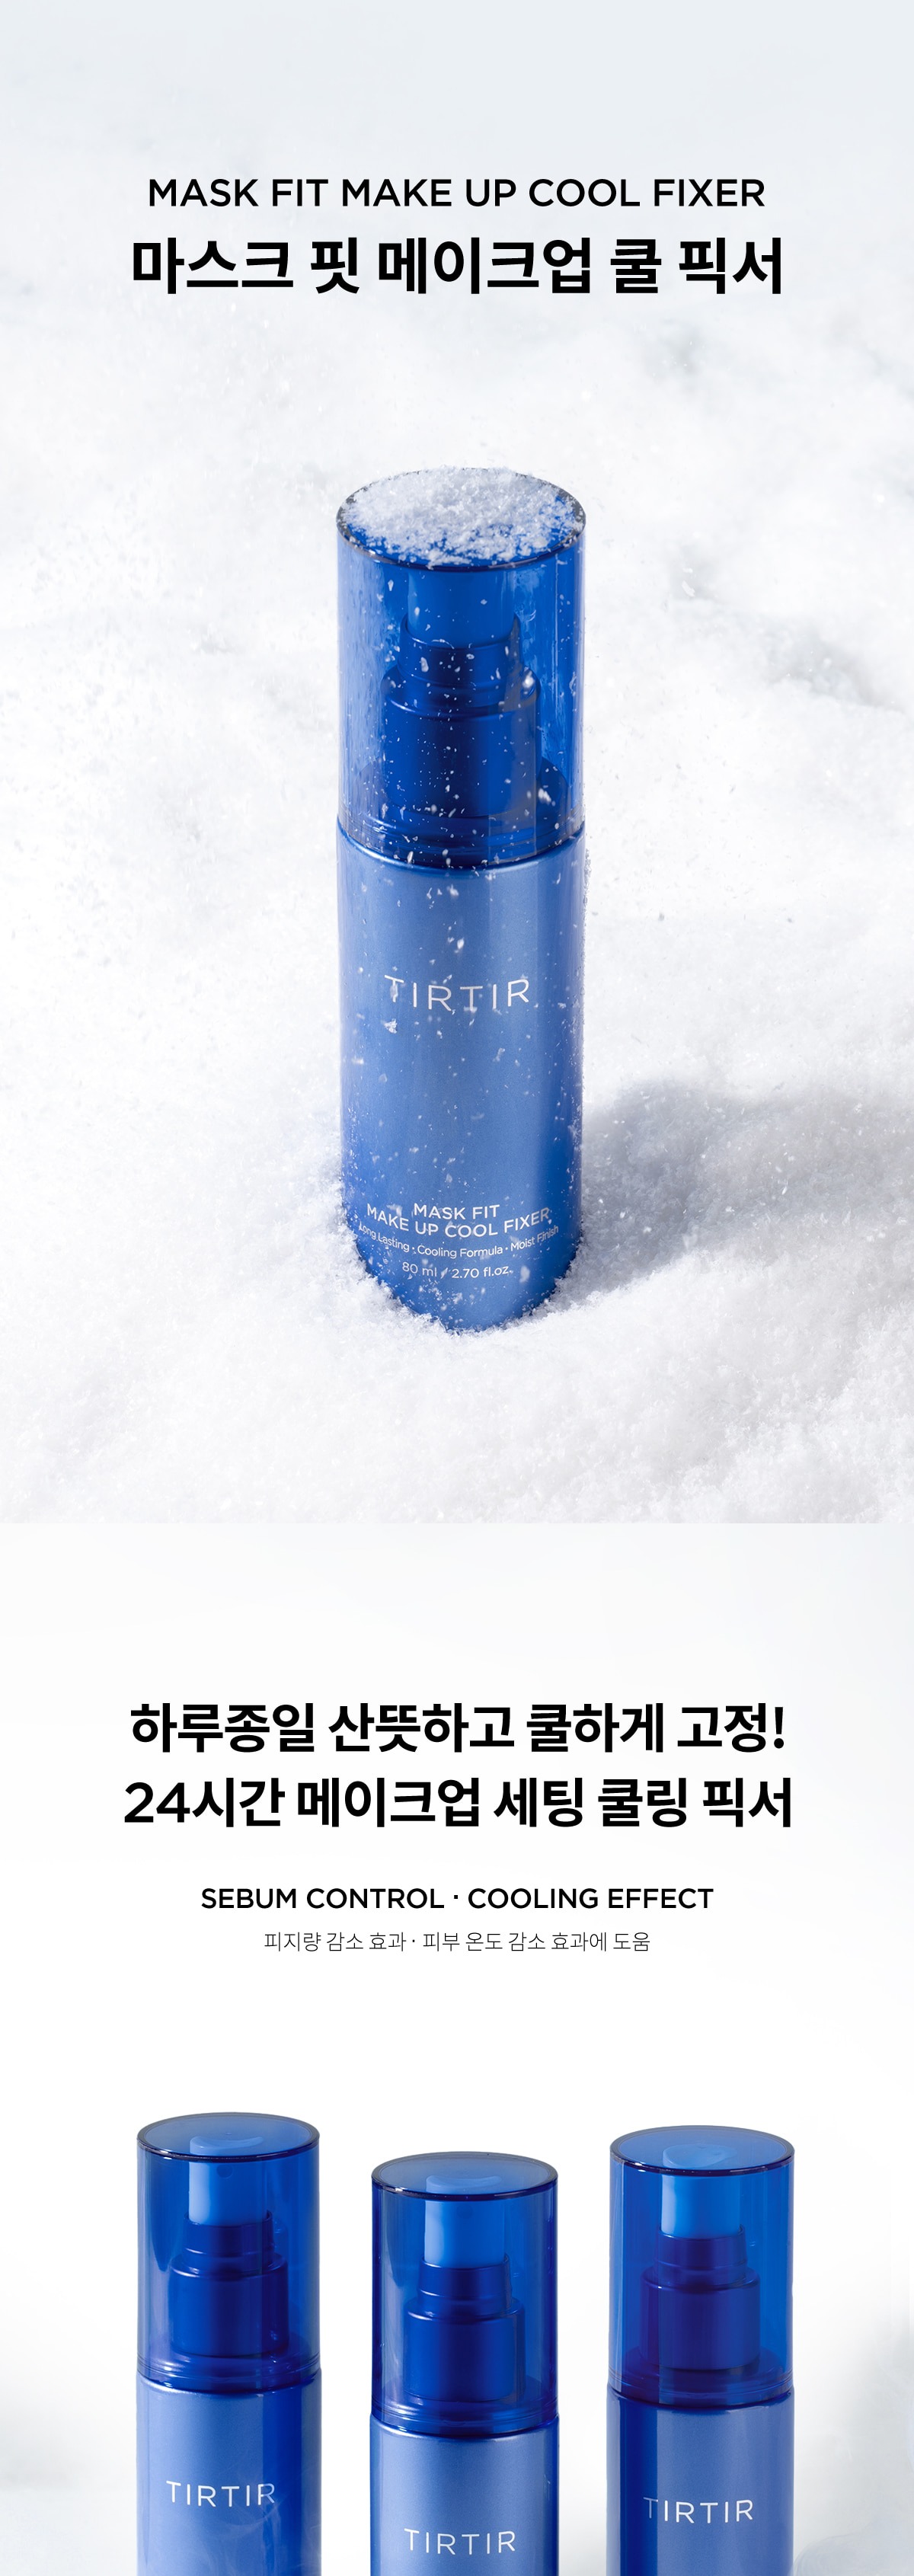 MASK FIT MAKE UP COOL FIXER
마스크 핏 메이크업 쿨 픽서
TIRTIR
MASK FIT
MAKE UP COOL FIXER
Long Lasting · Cooling Formula · Moist Finish
80 ml / 2.70 fl.oz.
하루종일 산뜻하고 쿨하게 고정!
24시간 메이크업 세팅 쿨링 픽서
SEBUM CONTROL · COOLING EFFECT
피지량 감소 효과 · 피부 온도 감소 효과에 도움
TIRTIR
TIRTIR
TIRTIR